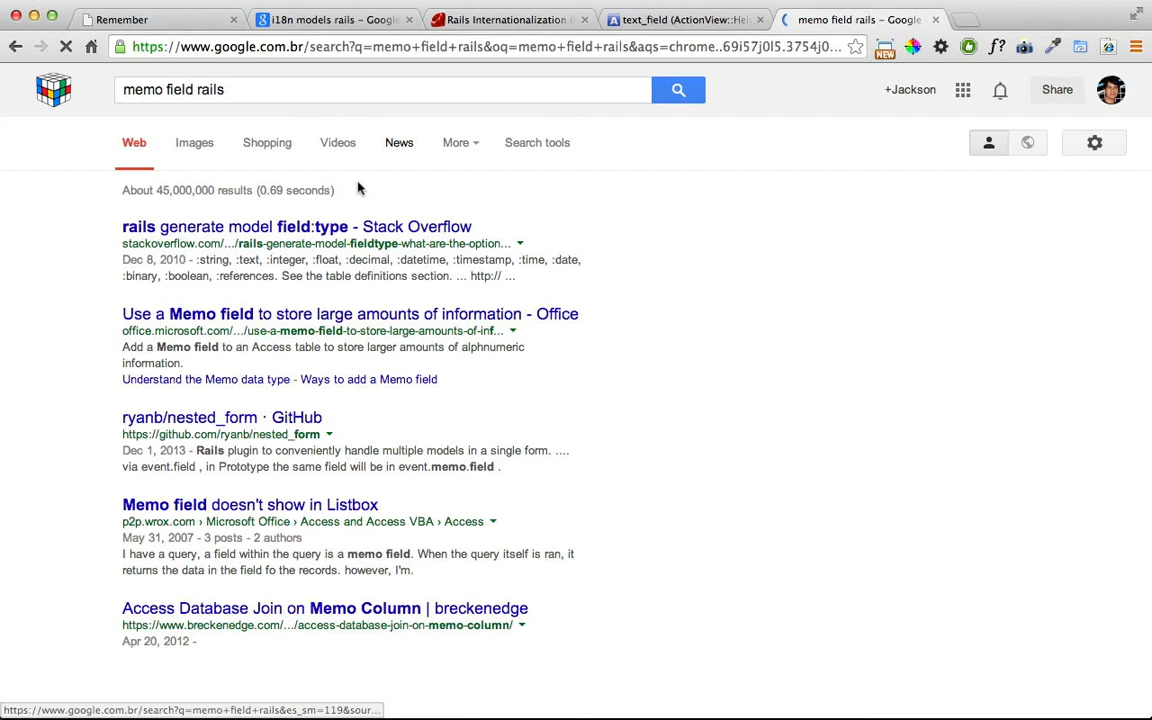 Remember
i18n models rails - Google
Rails Internationalization (
text_field (ActionView::Hel
memo field rails - Google
https://www.google.com.br/search?q=memo+field+rails&oq=memo+field+rails&aqs=chrome..69i57j0l5.3754j0...
NEW
f?
memo field rails
+Jackson
Share
Web
Images
Shopping
Videos
News
More
Search tools
About 45,000,000 results (0.69 seconds)
rails generate model field:type - Stack Overflow
stackoverflow.com/.../rails-generate-model-fieldtype-what-are-the-option...
Dec 8, 2010 - :string, :text, :integer, :float, :decimal, :datetime, :timestamp, :time, :date,
:binary, :boolean, :references. See the table definitions section. ... http:// ...
Use a Memo field to store large amounts of information - Office
office.microsoft.com/.../use-a-memo-field-to-store-large-amounts-of-inf...
Add a Memo field to an Access table to store larger amounts of alphnumeric
information.
Understand the Memo data type - Ways to add a Memo field
ryanb/nested_form · GitHub
https://github.com/ryanb/nested_form
Dec 1, 2013 - Rails plugin to conveniently handle multiple models in a single form. ....
via event.field , in Prototype the same field will be in event.memo.field .
Memo field doesn't show in Listbox
p2p.wrox.com › Microsoft Office › Access and Access VBA › Access
May 31, 2007 - 3 posts - 2 authors
I have a query, a field within the query is a memo field. When the query itself is ran, it
returns the data in the field fo the records. however, I'm.
Access Database Join on Memo Column | breckenedge
https://www.breckenedge.com/.../access-database-join-on-memo-column/
Apr 20, 2012 -
https://www.google.com.br/search?q=memo+field+rails&es_sm=119&sour...